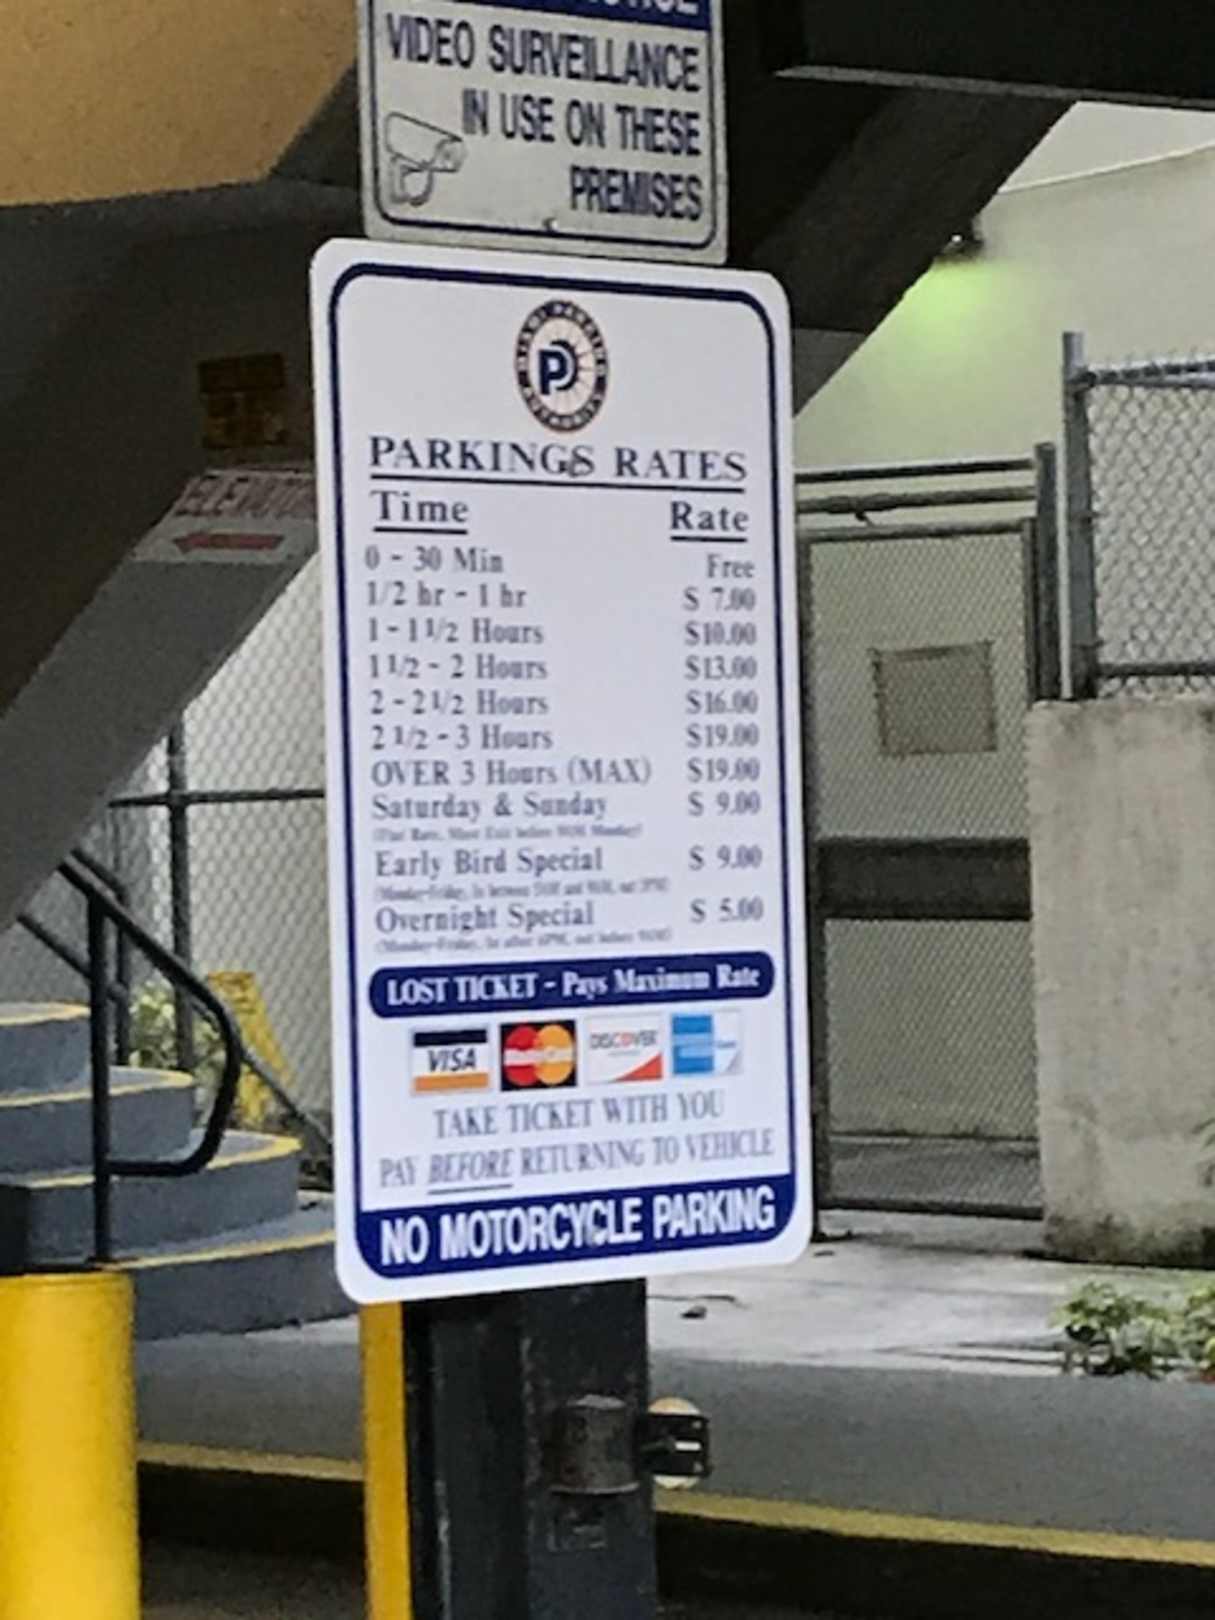 VIDEO SURVEILLANCE
IN USE ON THESE
PREMISES
MIAMI PARKING AUTHORITY
P
PARKINGS RATES
Time Rate
0 - 30 Min Free
1/2 hr - 1 hr $ 7.00
1 - 1 1/2 Hours $10.00
1 1/2 - 2 Hours $13.00
2 - 2 1/2 Hours $16.00
2 1/2 - 3 Hours $19.00
OVER 3 Hours (MAX) $19.00
Saturday & Sunday $ 9.00
Early Bird Special $ 9.00
Overnight Special $ 5.00
LOST TICKET - Pays Maximum Rate
VISA MasterCard DISCOVER
TAKE TICKET WITH YOU
PAY BEFORE RETURNING TO VEHICLE
NO MOTORCYCLE PARKING